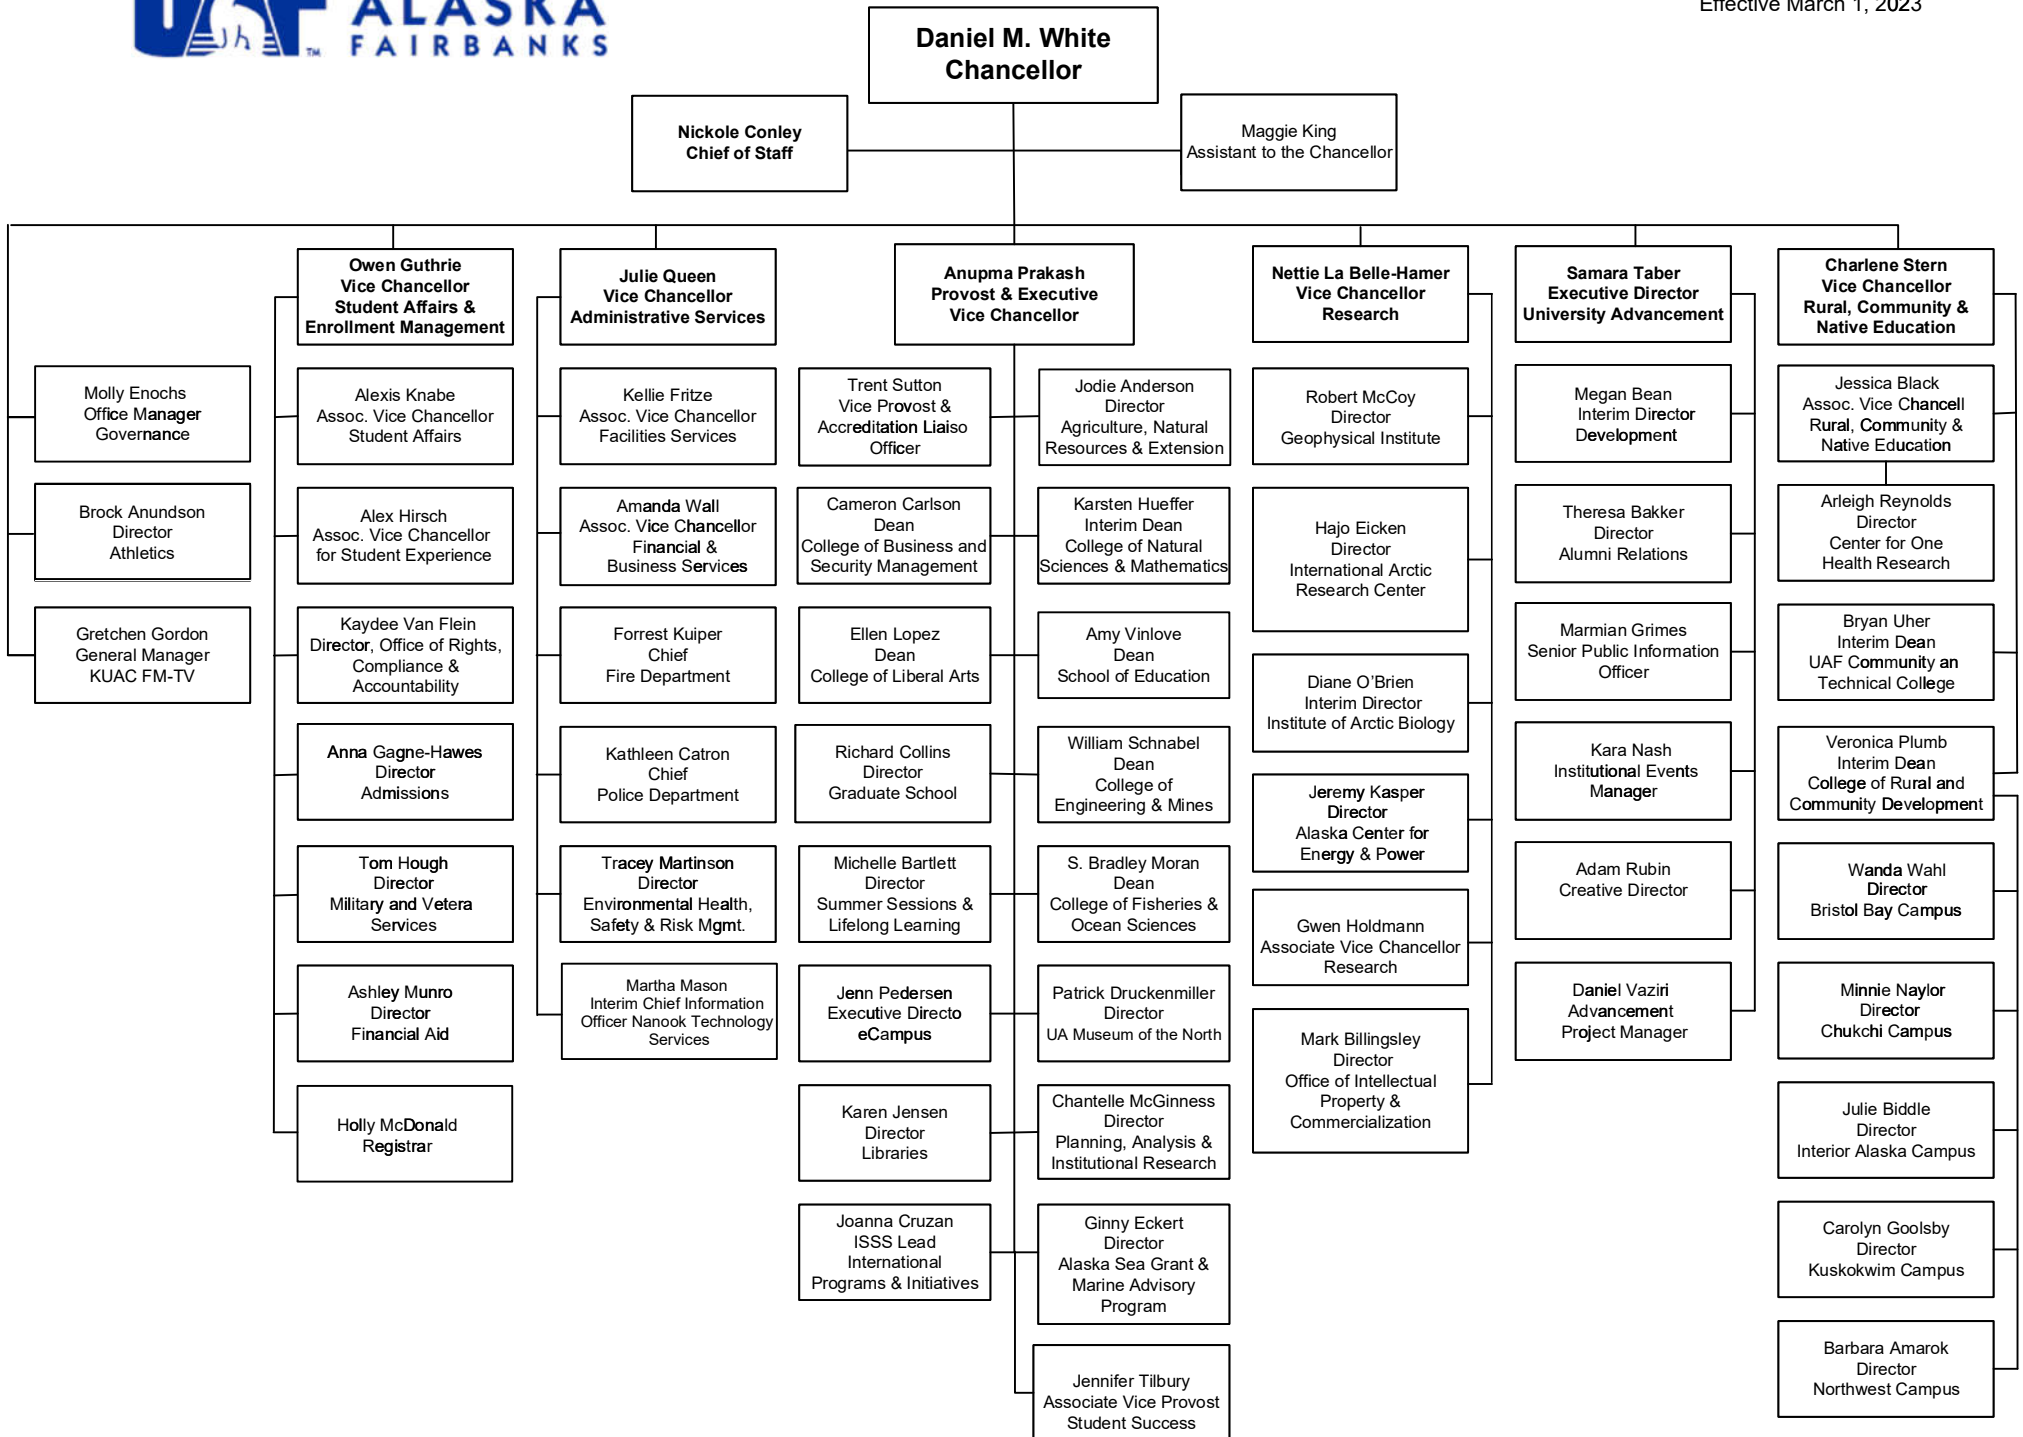 UAF
TM
ALASKA
FAIRBANKS
Effective March 1, 2023
Daniel M. White
Chancellor
Nickole Conley
Chief of Staff
Maggie King
Assistant to the Chancellor
Molly Enochs
Office Manager
Governance
Brock Anundson
Director
Athletics
Gretchen Gordon
General Manager
KUAC FM-TV
Owen Guthrie
Vice Chancellor
Student Affairs &
Enrollment Management
Alexis Knabe
Assoc. Vice Chancellor
Student Affairs
Alex Hirsch
Assoc. Vice Chancellor
for Student Experience
Kaydee Van Flein
Director, Office of Rights,
Compliance &
Accountability
Anna Gagne-Hawes
Director
Admissions
Tom Hough
Director
Military and Vetera
Services
Ashley Munro
Director
Financial Aid
Holly McDonald
Registrar
Julie Queen
Vice Chancellor
Administrative Services
Kellie Fritze
Assoc. Vice Chancellor
Facilities Services
Amanda Wall
Assoc. Vice Chancellor
Financial &
Business Services
Forrest Kuiper
Chief
Fire Department
Kathleen Catron
Chief
Police Department
Tracey Martinson
Director
Environmental Health,
Safety & Risk Mgmt.
Martha Mason
Interim Chief Information
Officer Nanook Technology
Services
Anupma Prakash
Provost & Executive
Vice Chancellor
Trent Sutton
Vice Provost &
Accreditation Liaiso
Officer
Cameron Carlson
Dean
College of Business and
Security Management
Ellen Lopez
Dean
College of Liberal Arts
Richard Collins
Director
Graduate School
Michelle Bartlett
Director
Summer Sessions &
Lifelong Learning
Jenn Pedersen
Executive Directo
eCampus
Karen Jensen
Director
Libraries
Joanna Cruzan
ISSS Lead
International
Programs & Initiatives
Jodie Anderson
Director
Agriculture, Natural
Resources & Extension
Karsten Hueffer
Interim Dean
College of Natural
Sciences & Mathematics
Amy Vinlove
Dean
School of Education
William Schnabel
Dean
College of
Engineering & Mines
S. Bradley Moran
Dean
College of Fisheries &
Ocean Sciences
Patrick Druckenmiller
Director
UA Museum of the North
Chantelle McGinness
Director
Planning, Analysis &
Institutional Research
Ginny Eckert
Director
Alaska Sea Grant &
Marine Advisory
Program
Jennifer Tilbury
Associate Vice Provost
Student Success
Nettie La Belle-Hamer
Vice Chancellor
Research
Robert McCoy
Director
Geophysical Institute
Hajo Eicken
Director
International Arctic
Research Center
Diane O’Brien
Interim Director
Institute of Arctic Biology
Jeremy Kasper
Director
Alaska Center for
Energy & Power
Gwen Holdmann
Associate Vice Chancellor
Research
Mark Billingsley
Director
Office of Intellectual
Property &
Commercialization
Samara Taber
Executive Director
University Advancement
Megan Bean
Interim Director
Development
Theresa Bakker
Director
Alumni Relations
Marmian Grimes
Senior Public Information
Officer
Kara Nash
Institutional Events
Manager
Adam Rubin
Creative Director
Daniel Vaziri
Advancement
Project Manager
Charlene Stern
Vice Chancellor
Rural, Community &
Native Education
Jessica Black
Assoc. Vice Chancell
Rural, Community &
Native Education
Arleigh Reynolds
Director
Center for One
Health Research
Bryan Uher
Interim Dean
UAF Community an
Technical College
Veronica Plumb
Interim Dean
College of Rural and
Community Development
Wanda Wahl
Director
Bristol Bay Campus
Minnie Naylor
Director
Chukchi Campus
Julie Biddle
Director
Interior Alaska Campus
Carolyn Goolsby
Director
Kuskokwim Campus
Barbara Amarok
Director
Northwest Campus